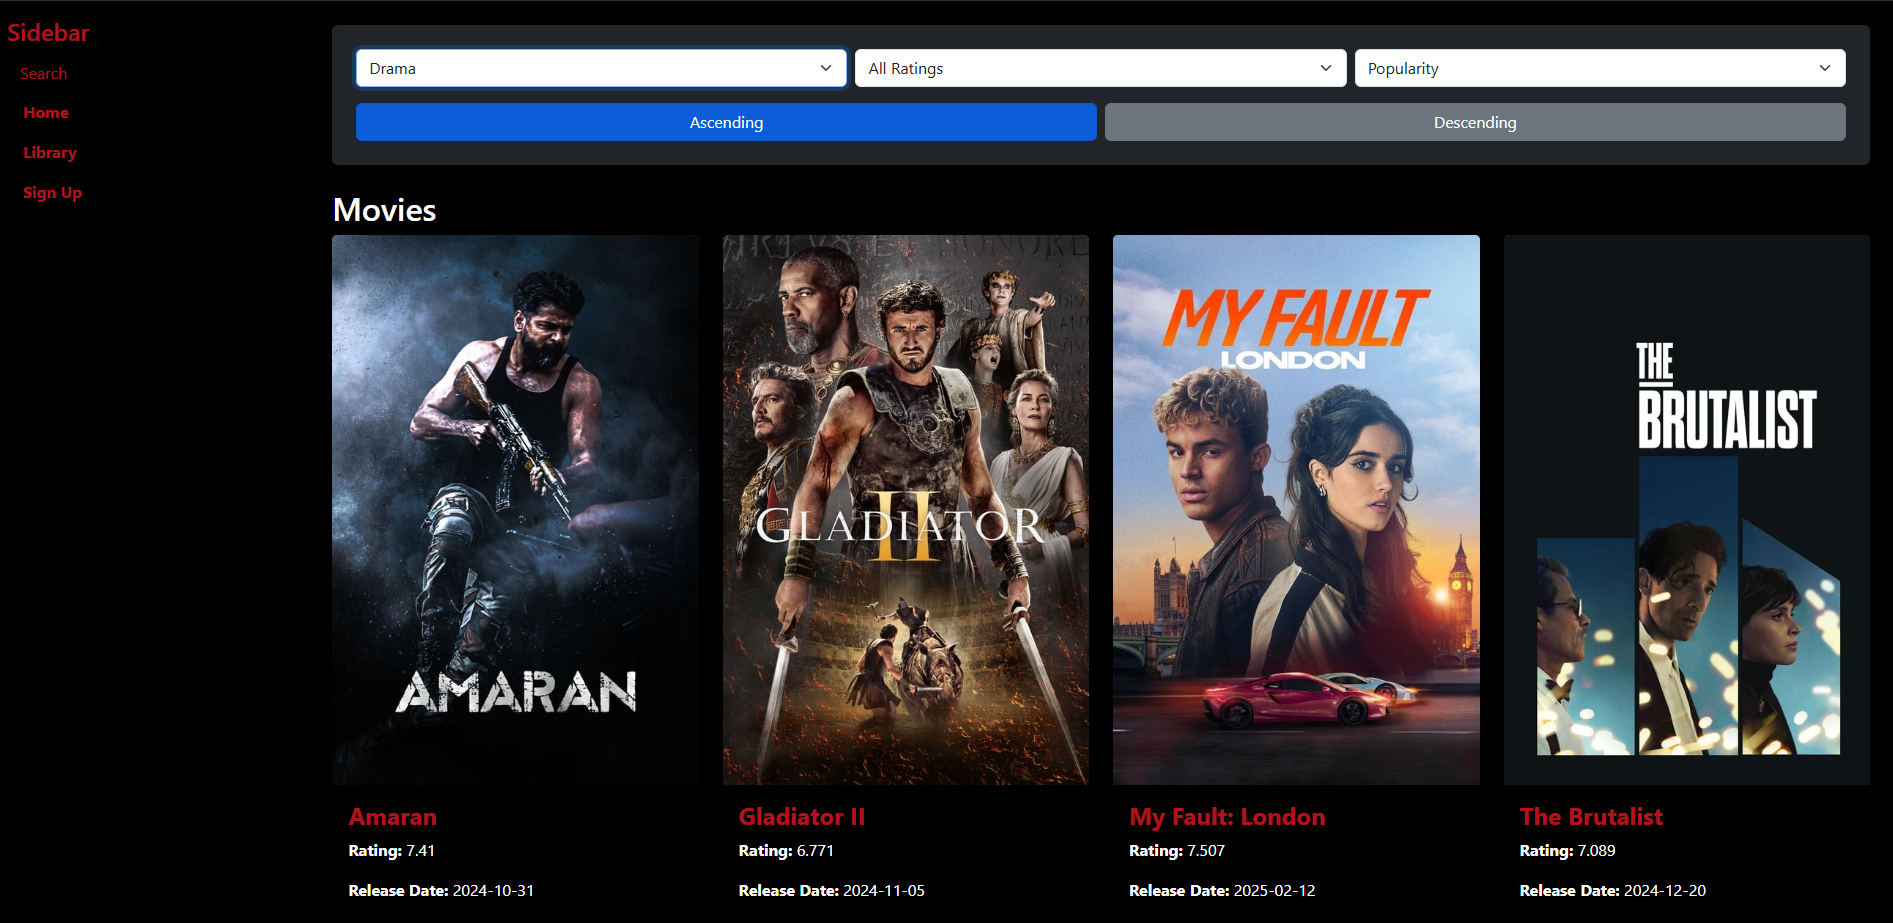 Sidebar
Search
Home
Library
Sign Up
Drama
All Ratings
Popularity
Ascending
Descending
Movies
AMARAN
GLADIATOR
II
MY FAULT
LONDON
THE
BRUTALIST
Amaran
Rating: 7.41
Release Date: 2024-10-31
Gladiator II
Rating: 6.771
Release Date: 2024-11-05
My Fault: London
Rating: 7.507
Release Date: 2025-02-12
The Brutalist
Rating: 7.089
Release Date: 2024-12-20